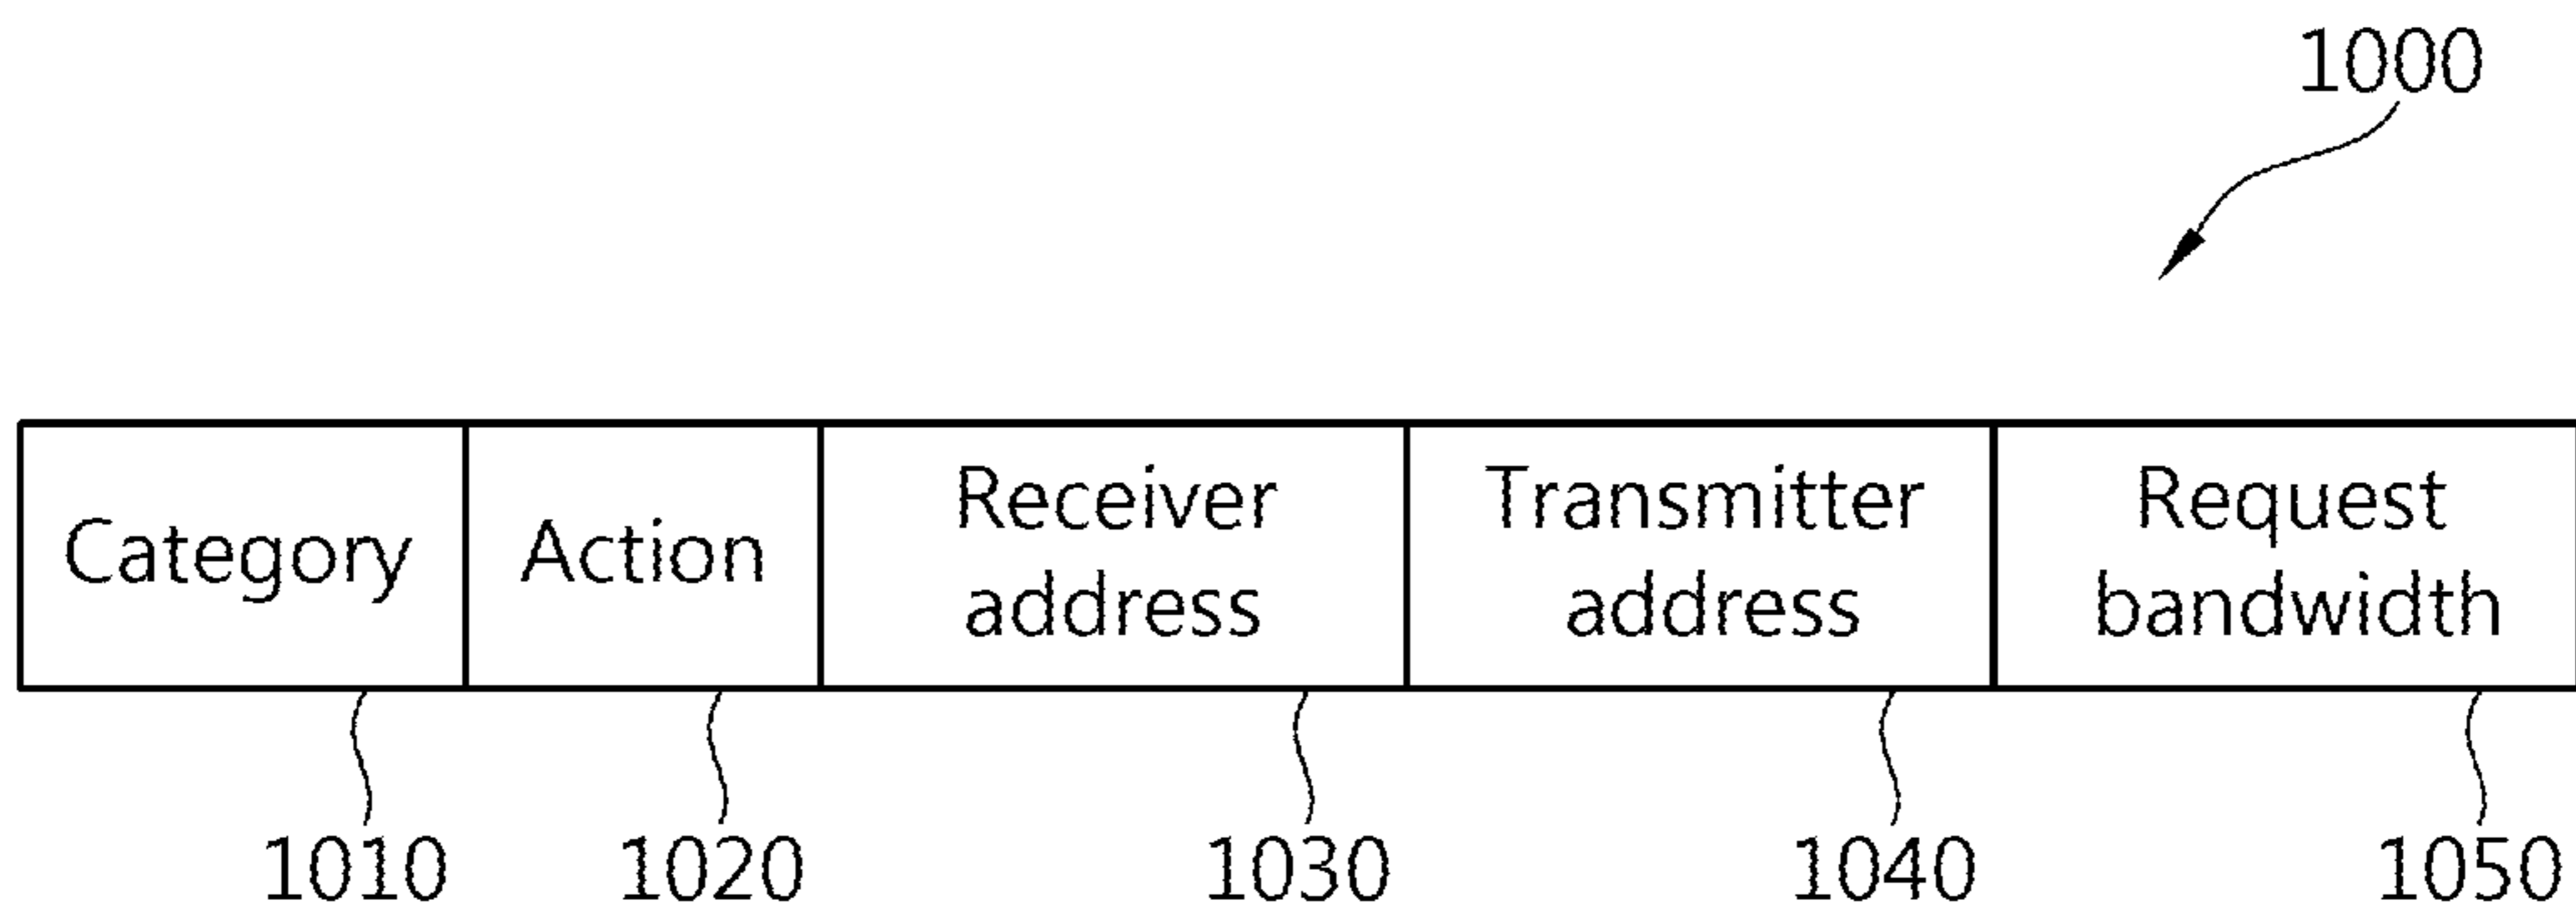 1000
Category
Action
Receiver
address
Transmitter
address
Request
bandwidth
1010
1020
1030
1040
1050